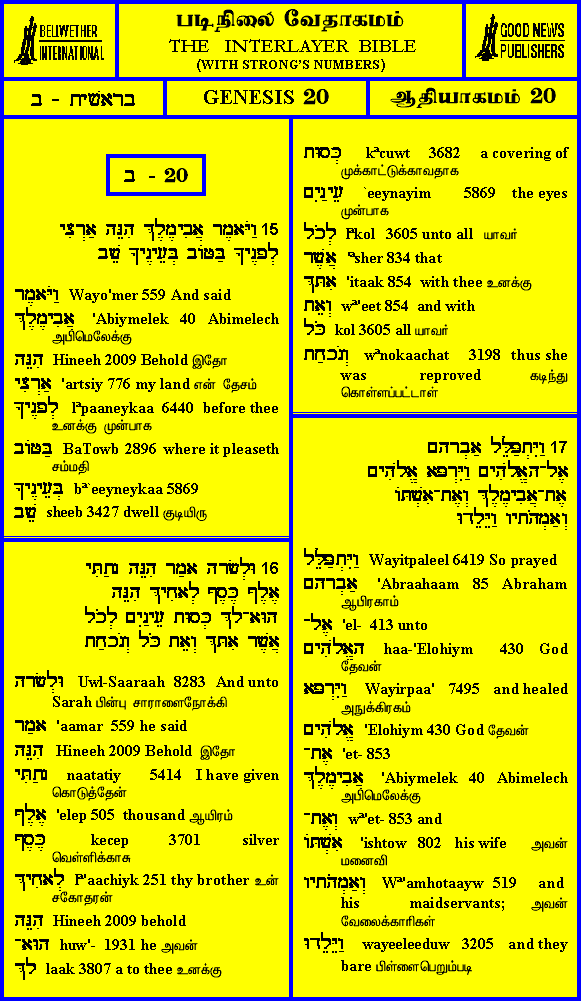 BELLWETHER
INTERNATIONAL
படிநிலை வேதாகமம்
THE INTERLAYER BIBLE
(WITH STRONG'S NUMBERS)
GOOD NEWS
PUBLISHERS
בראשית - ב
GENESIS 20
ஆதியாகமம் 20
ב - 20
15 וַיֹּאמֶר אֲבִימֶלֶךְ הִנֵּה אַרְצִי
לְפָנֶיךָ בַּטּוֹב בְּעֵינֶיךָ שֵׁב
וַיֹּאמֶר Wayo'mer 559 And said
אֲבִימֶלֶךְ 'Abiymelek 40 Abimelech
அபிமெலேக்கு
הִנֵּה Hineeh 2009 Behold இதோ
אַרְצִי 'artsiy 776 my land என் தேசம்
לְפָנֶיךָ lªpaaneykaa 6440 before thee
உனக்கு முன்பாக
בַּטּוֹב BaTowb 2896 where it pleaseth
சம்மதி
בְּעֵינֶיךָ bª`eeyneykaa 5869
שֵׁב sheeb 3427 dwell குடியிரு
16 וּלְשָׂרָה אָמַר הִנֵּה נָתַתִּי
אֶלֶף כֶּסֶף לְאָחִיךְ הִנֵּה
הוּא־לָךְ כְּסוּת עֵינַיִם לְכֹל
אֲשֶׁר אִתָּךְ וְאֵת כֹּל וְנֹכָחַת
וּלְשָׂרָה Uwl-Saaraah 8283 And unto
Sarah பின்பு சாராளைநோக்கி
אָמַר 'aamar 559 he said
הִנֵּה Hineeh 2009 Behold இதோ
נָתַתִּי naatatiy 5414 I have given
கொடுத்தேன்
אֶלֶף 'elep 505 thousand ஆயிரம்
כֶּסֶף kecep 3701 silver
வெள்ளிக்காசு
לְאָחִיךְ lª'aachiyk 251 thy brother உன்
சகோதரன்
הִנֵּה Hineeh 2009 behold
הוּא־ huw'- 1931 he அவன்
לָךְ laak 3807 a to thee உனக்கு
כְּסוּת kªcuwt 3682 a covering of
முக்காட்டுக்காவதாக
עֵינַיִם `eeynayim 5869 the eyes
முன்பாக
לְכֹל lªkol 3605 unto all யாவர்
אֲשֶׁר ªsher 834 that
אִתָּךְ 'itaak 854 with thee உனக்கு
וְאֵת wª'eet 854 and with
כֹּל kol 3605 all யாவர்
וְנֹכָחַת wªnokaachat 3198 thus she
was reproved கடிந்து
கொள்ளப்பட்டாள்
17 וַיִּתְפַּלֵּל אַבְרָהָם
אֶל־הָאֱלֹהִים וַיִּרְפָּא אֱלֹהִים
אֶת־אֲבִימֶלֶךְ וְאֶת־אִשְׁתּוֹ
וְאַמְהֹתָיו וַיֵּלֵדוּ
וַיִּתְפַּלֵּל Wayitpaleel 6419 So prayed
אַבְרָהָם 'Abraahaam 85 Abraham
ஆபிரகாம்
אֶל־ 'el- 413 unto
הָאֱלֹהִים haa-'Elohiym 430 God
தேவன்
וַיִּרְפָּא Wayirpaa' 7495 and healed
அநுக்கிரகம்
אֱלֹהִים 'Elohiym 430 God தேவன்
אֶת־ 'et- 853
אֲבִימֶלֶךְ 'Abiymelek 40 Abimelech
அபிமெலேக்கு
וְאֶת־ wª'et- 853 and
אִשְׁתּוֹ 'ishtow 802 his wife அவன்
மனைவி
וְאַמְהֹתָיו Wª'amhotaayw 519 and
his maidservants; அவன்
வேலைக்காரிகள்
וַיֵּלֵדוּ wayeeleeduw 3205 and they
bare பிள்ளைபெறும்படி